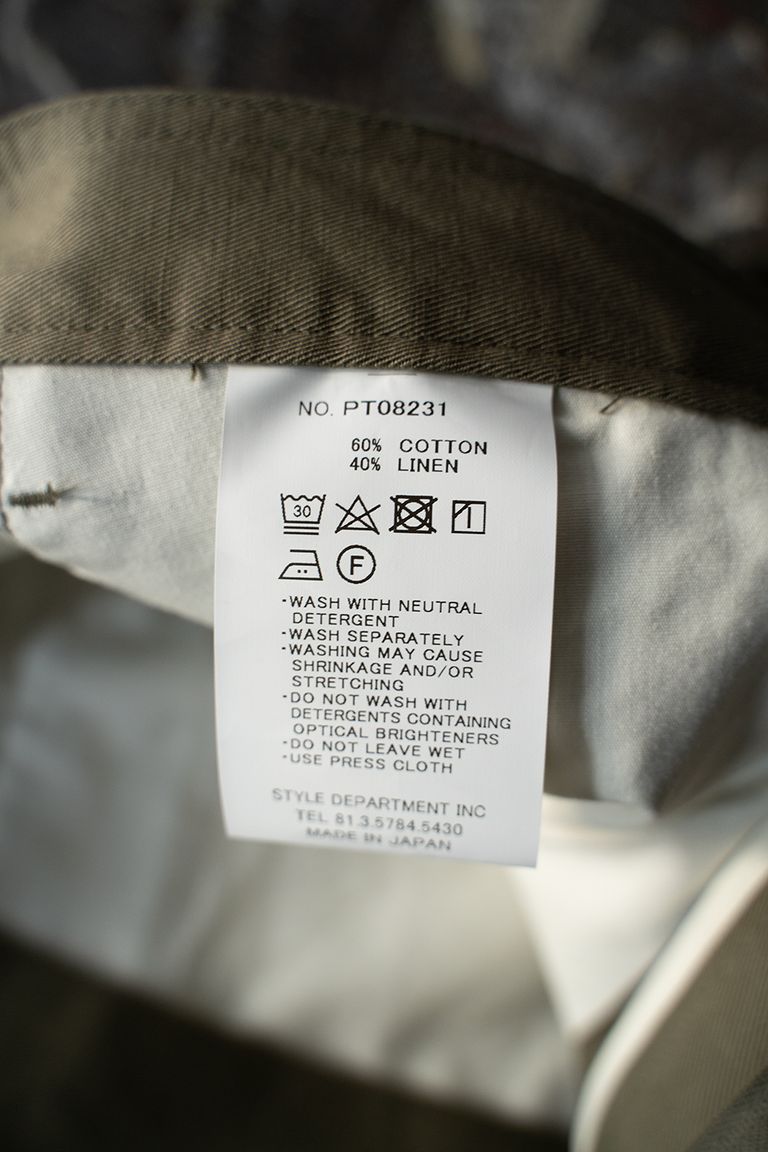 NO. PT08231
60% COTTON
40% LINEN
30
F
-WASH WITH NEUTRAL
DETERGENT
-WASH SEPARATELY
-WASHING MAY CAUSE
SHRINKAGE AND/OR
STRETCHING
-DO NOT WASH WITH
DETERGENTS CONTAINING
OPTICAL BRIGHTENERS
-DO NOT LEAVE WET
-USE PRESS CLOTH
STYLE DEPARTMENT INC
TEL 81.3.5784.5430
MADE IN JAPAN